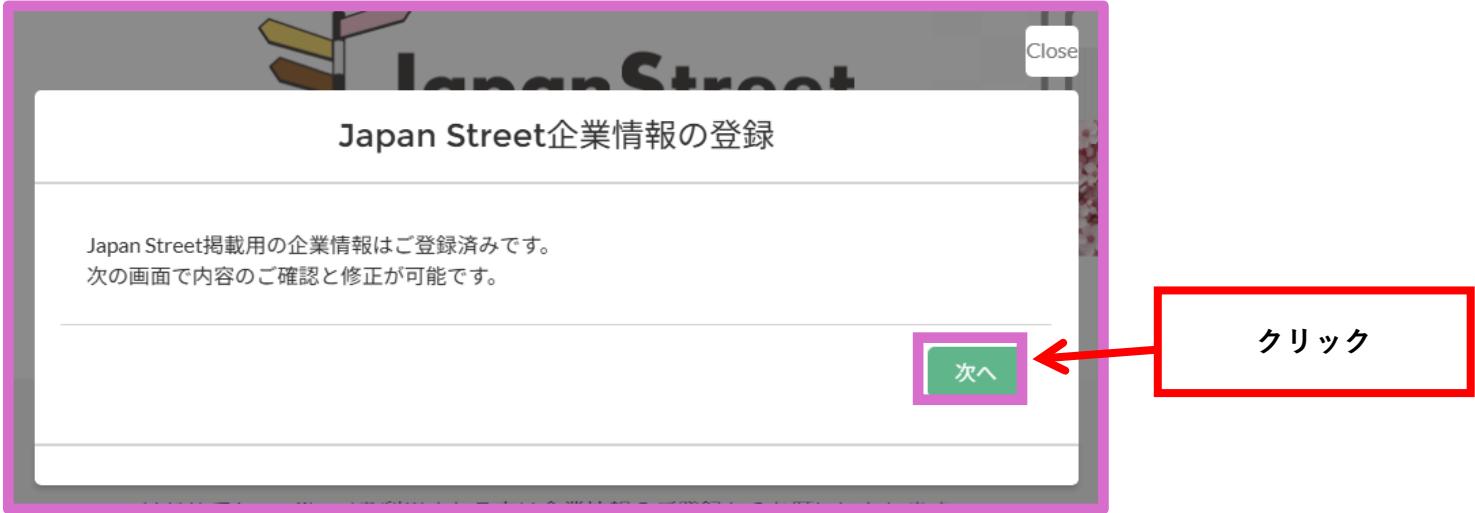 Close
JapanStreet
Japan Street企業情報の登録
Japan Street掲載用の企業情報はご登録済みです。
次の画面で内容のご確認と修正が可能です。
次へ
クリック